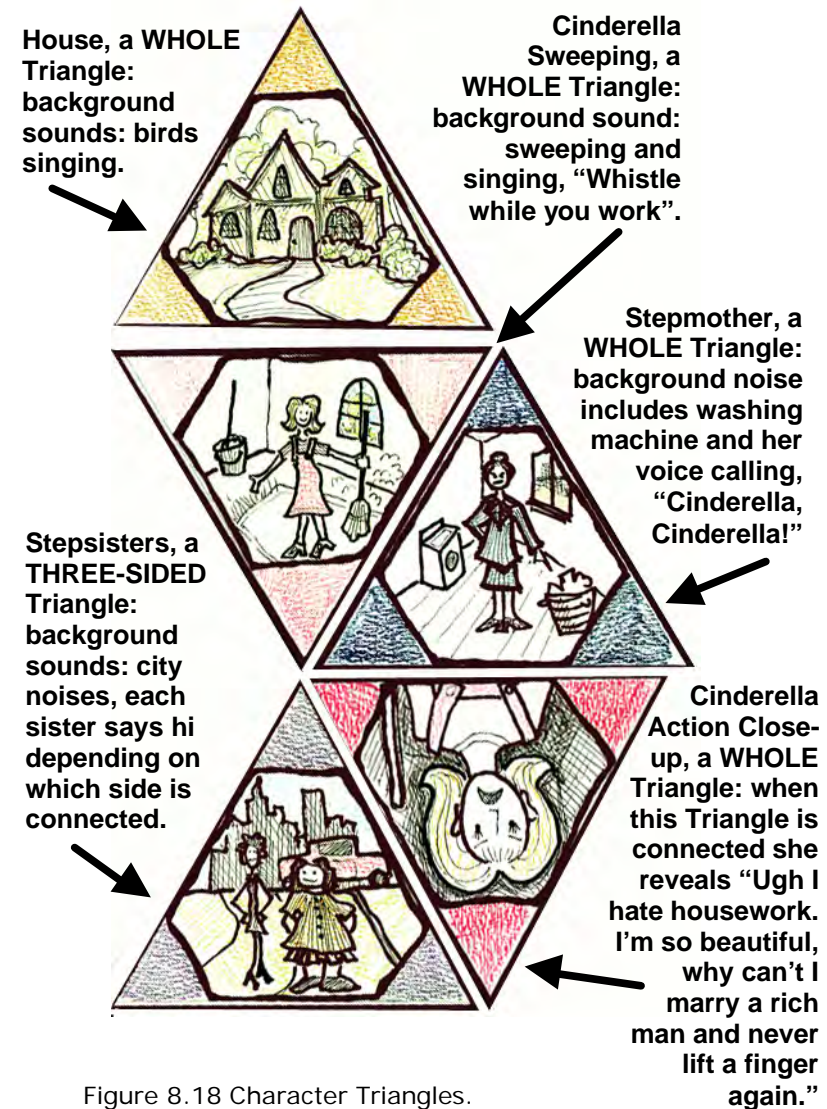 House, a WHOLE
Triangle:
background
sounds: birds
singing.
Cinderella
Sweeping, a
WHOLE Triangle:
background sound:
sweeping and
singing, “Whistle
while you work”.
Stepmother, a
WHOLE Triangle:
background noise
includes washing
machine and her
voice calling,
“Cinderella,
Cinderella!”
Stepsisters, a
THREE-SIDED
Triangle:
background
sounds: city
noises, each
sister says hi
depending on
which side is
connected.
Cinderella
Action Close-
up, a WHOLE
Triangle: when
this Triangle is
connected she
reveals “Ugh I
hate housework.
I’m so beautiful,
why can’t I
marry a rich
man and never
lift a finger
again.”
Figure 8.18 Character Triangles.